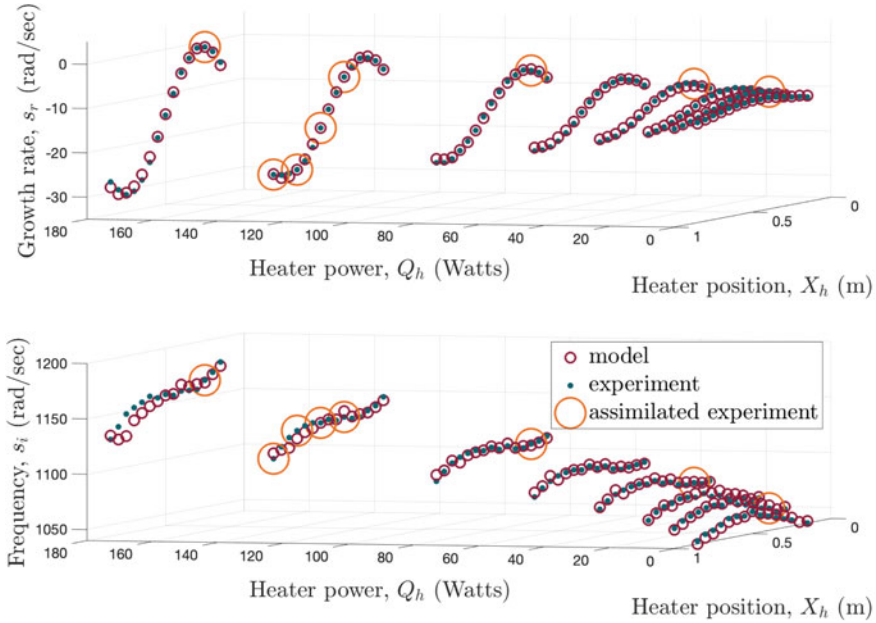 Growth rate, s_r (rad/sec)
0
-10
-20
-30
180 160 140 120 100 80 60 40 20 0
1 0.5 0
Heater power, Q_h (Watts)
Heater position, X_h (m)
Frequency, s_i (rad/sec)
1200
1150
1100
1050
model
experiment
assimilated experiment
180 160 140 120 100 80 60 40 20 0
1 0.5 0
Heater power, Q_h (Watts)
Heater position, X_h (m)